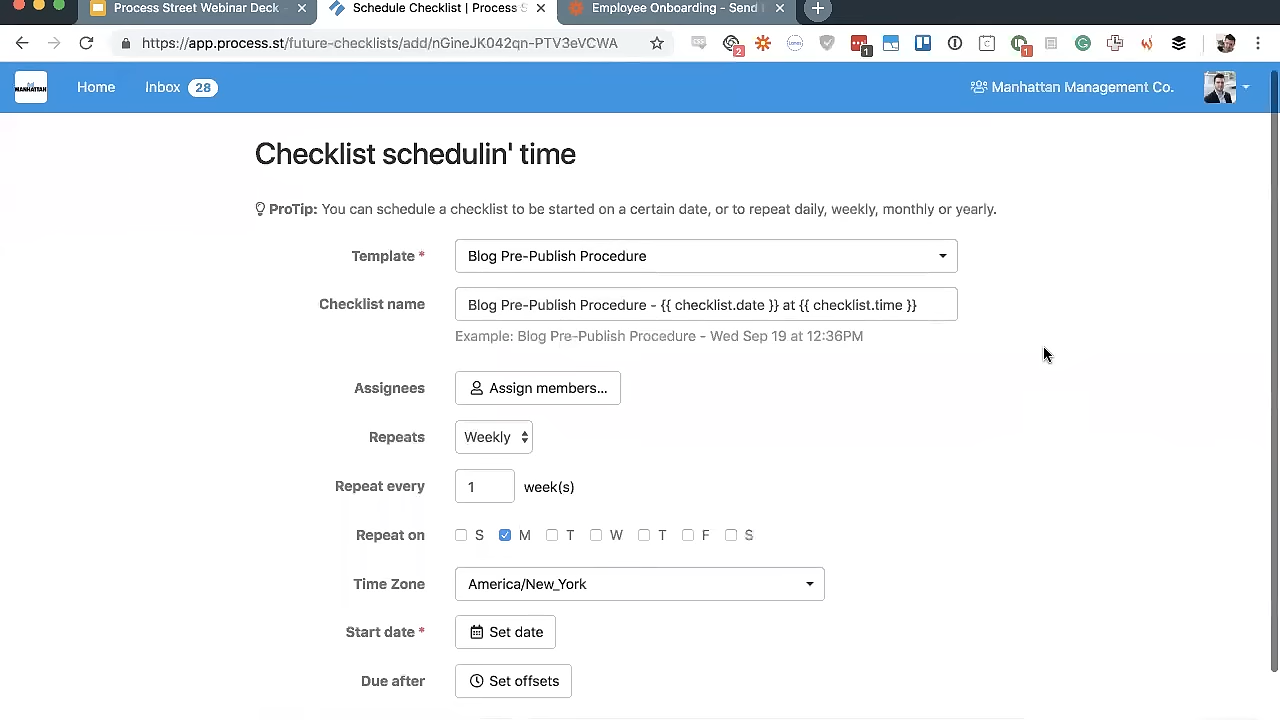 Process Street Webinar Deck
Schedule Checklist | Process S
Employee Onboarding - Send
https://app.process.st/future-checklists/add/nGineJK042qn-PTV3eVCWA
2
1
1
MANHATTAN
Home
Inbox 28
Manhattan Management Co.
Checklist schedulin' time
ProTip: You can schedule a checklist to be started on a certain date, or to repeat daily, weekly, monthly or yearly.
Template * Blog Pre-Publish Procedure
Checklist name Blog Pre-Publish Procedure - {{ checklist.date }} at {{ checklist.time }}
Example: Blog Pre-Publish Procedure - Wed Sep 19 at 12:36PM
Assignees Assign members...
Repeats Weekly
Repeat every 1 week(s)
Repeat on S M T W T F S
Time Zone America/New_York
Start date * Set date
Due after Set offsets